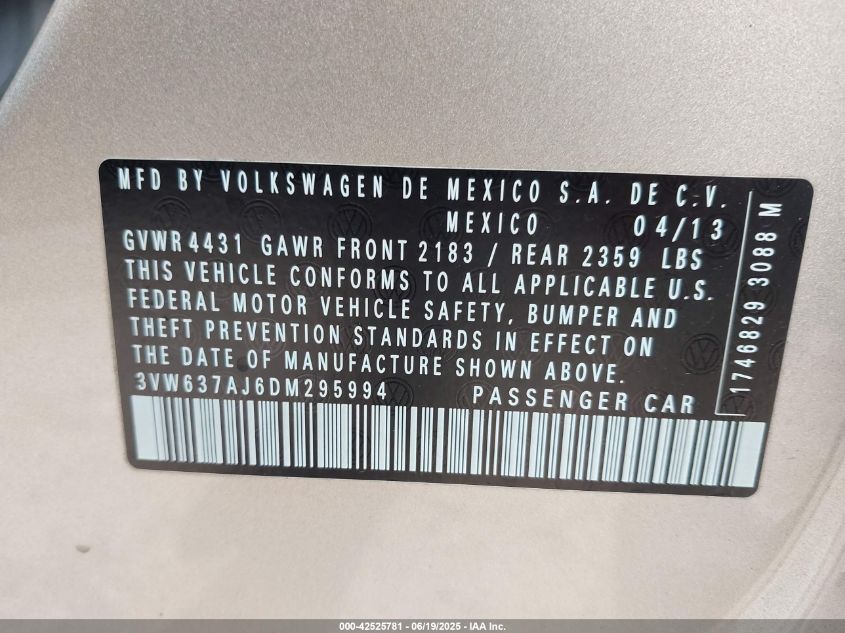 MFD BY VOLKSWAGEN DE MEXICO S.A. DE C.V.
MEXICO 04/13
GVWR4431 GAWR FRONT 2183 / REAR 2359 LBS
THIS VEHICLE CONFORMS TO ALL APPLICABLE U.S.
FEDERAL MOTOR VEHICLE SAFETY, BUMPER AND
THEFT PREVENTION STANDARDS IN EFFECT ON
THE DATE OF MANUFACTURE SHOWN ABOVE.
3VW637AJ6DM295994 PASSENGER CAR
1746829 3088 M
000-42525781 - 06/19/2025 - IAA Inc.